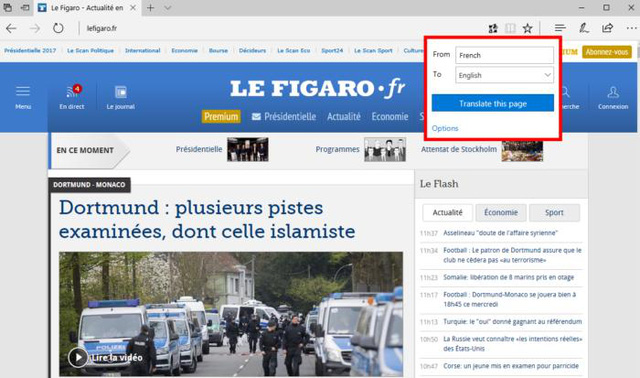 Le Figaro - Actualité en
lefigaro.fr
Présidentielle 2017 Le Scan Politique International Economie Bourse Décideurs Le Scan Eco Sport24 Le Scan Sport Culture
Abonnez-vous
From French
To English
Translate this page
Options
Menu
4
En direct
Le journal
LE FIGARO·fr
Connexion
Premium Présidentielle Actualité Economie
EN CE MOMENT
Présidentielle
Programmes
Attentat de Stockholm
DORTMUND - MONACO
Dortmund : plusieurs pistes
examinées, dont celle islamiste
Lire la vidéo
Le Flash
Actualité Économie Sport
11h37 Asselineau "doute de l'affaire syrienne"
11h34 Football : Le patron de Dortmund assure que le
club ne cèdera pas «au terrorisme»
11h23 Somalie: libération de 8 marins pris en otage
11h17 Football : Dortmund-Monaco se jouera bien à
18h45 ce mercredi
11h13 Turquie: le "oui" donné gagnant au référendum
10h50 La Russie veut connaître «les intentions réelles»
des États-Unis
10h46 Corse: un jeune mis en examen pour parricide